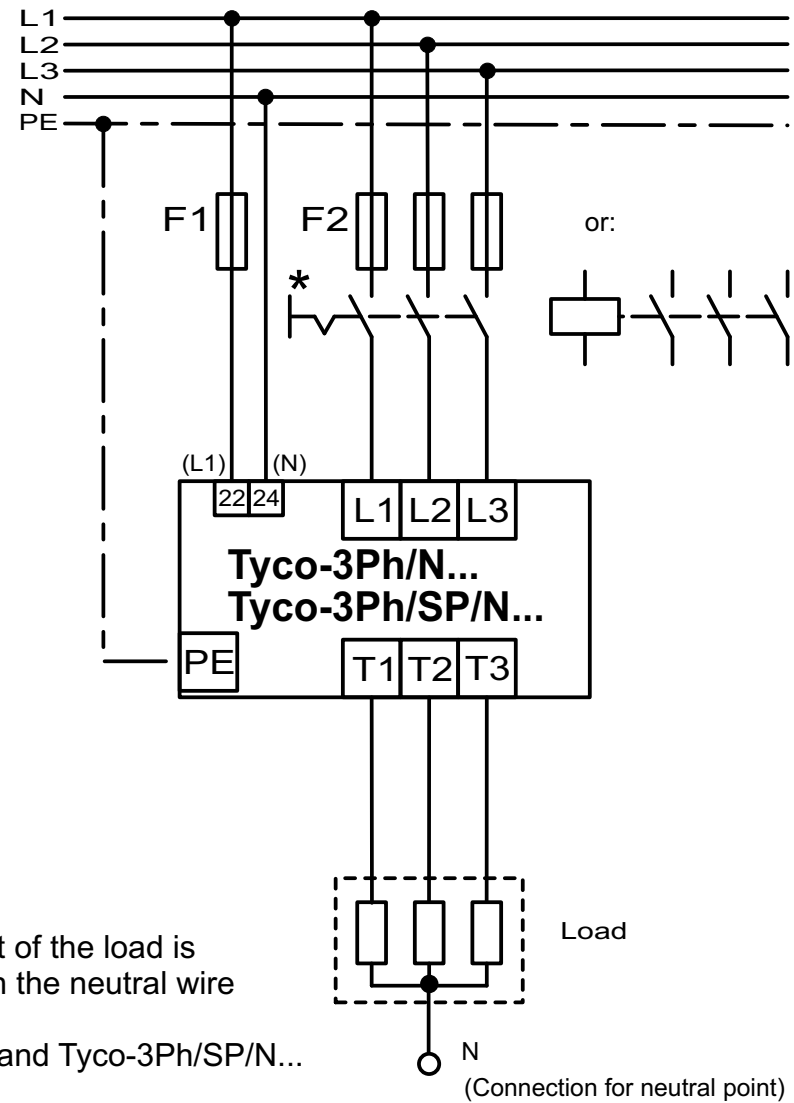 L1
L2
L3
N
PE
F1
F2
or:
*
(L1)
(N)
22 24
L1 L2 L3
Tyco-3Ph/N...
Tyco-3Ph/SP/N...
PE
T1 T2 T3
Load
t of the load is
n the neutral wire
and Tyco-3Ph/SP/N...
N
(Connection for neutral point)